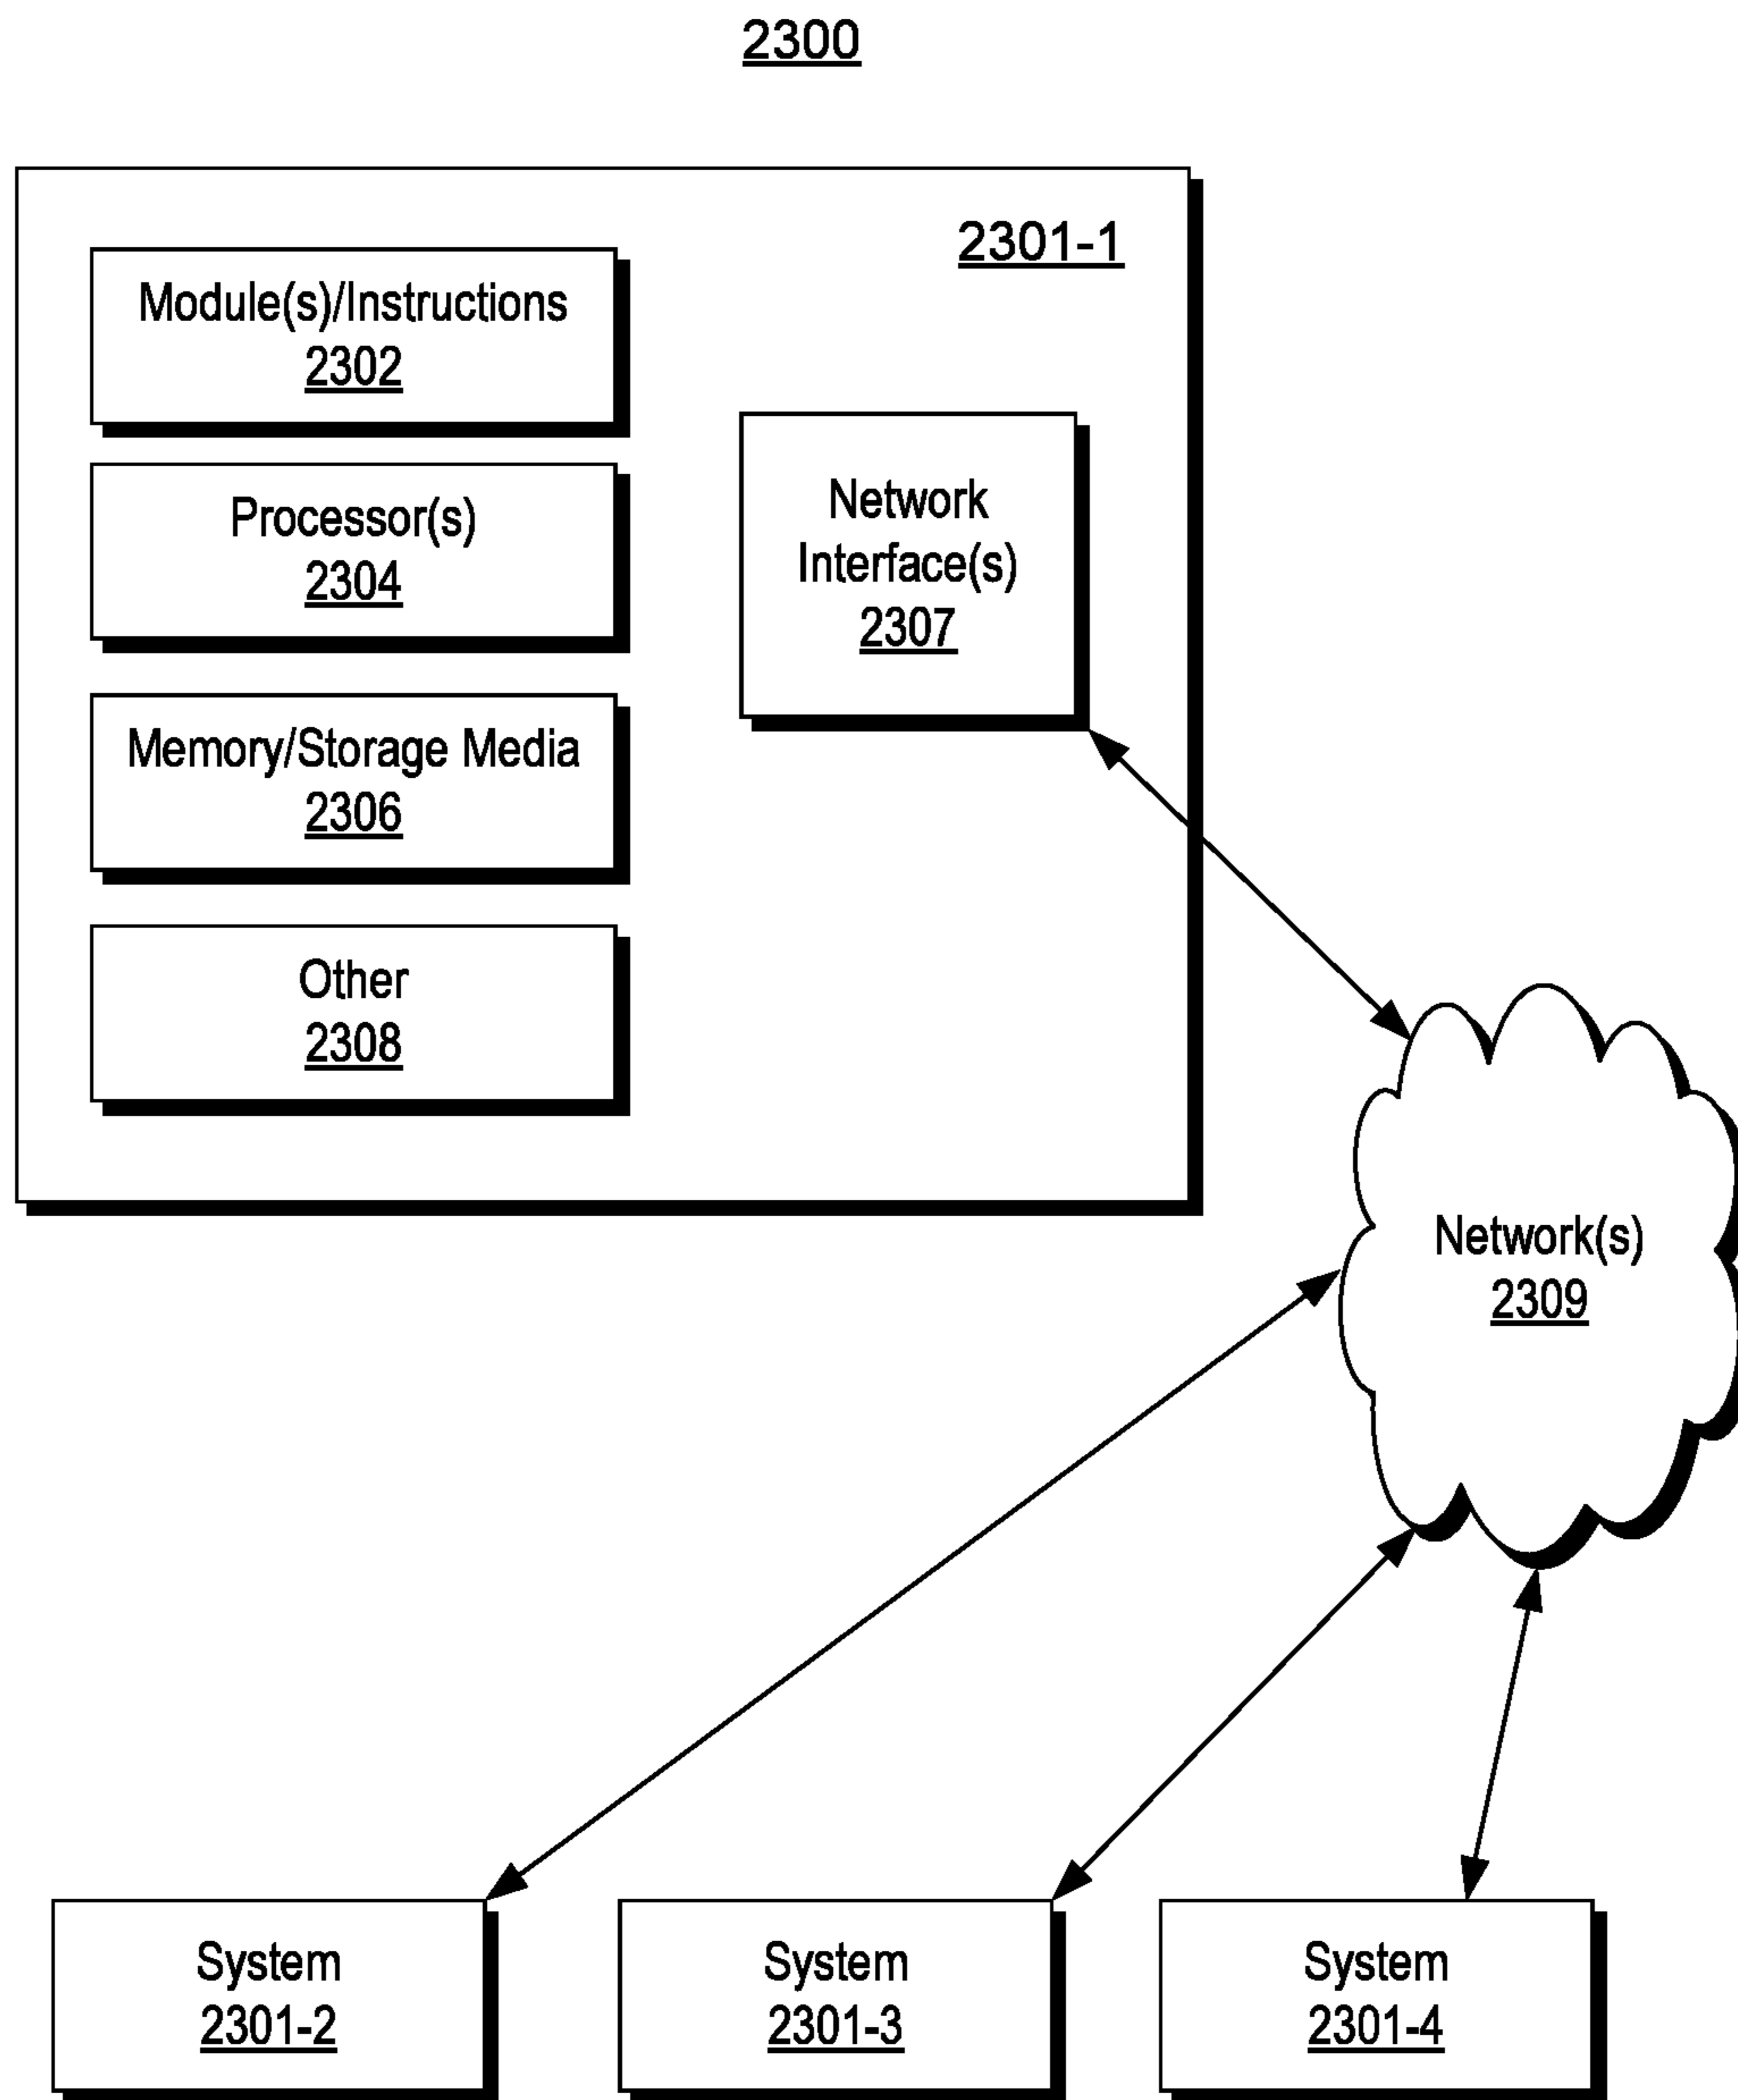 2300
2301-1
Module(s)/Instructions
2302
Processor(s)
2304
Network
Interface(s)
2307
Memory/Storage Media
2306
Other
2308
Network(s)
2309
System
2301-2
System
2301-3
System
2301-4